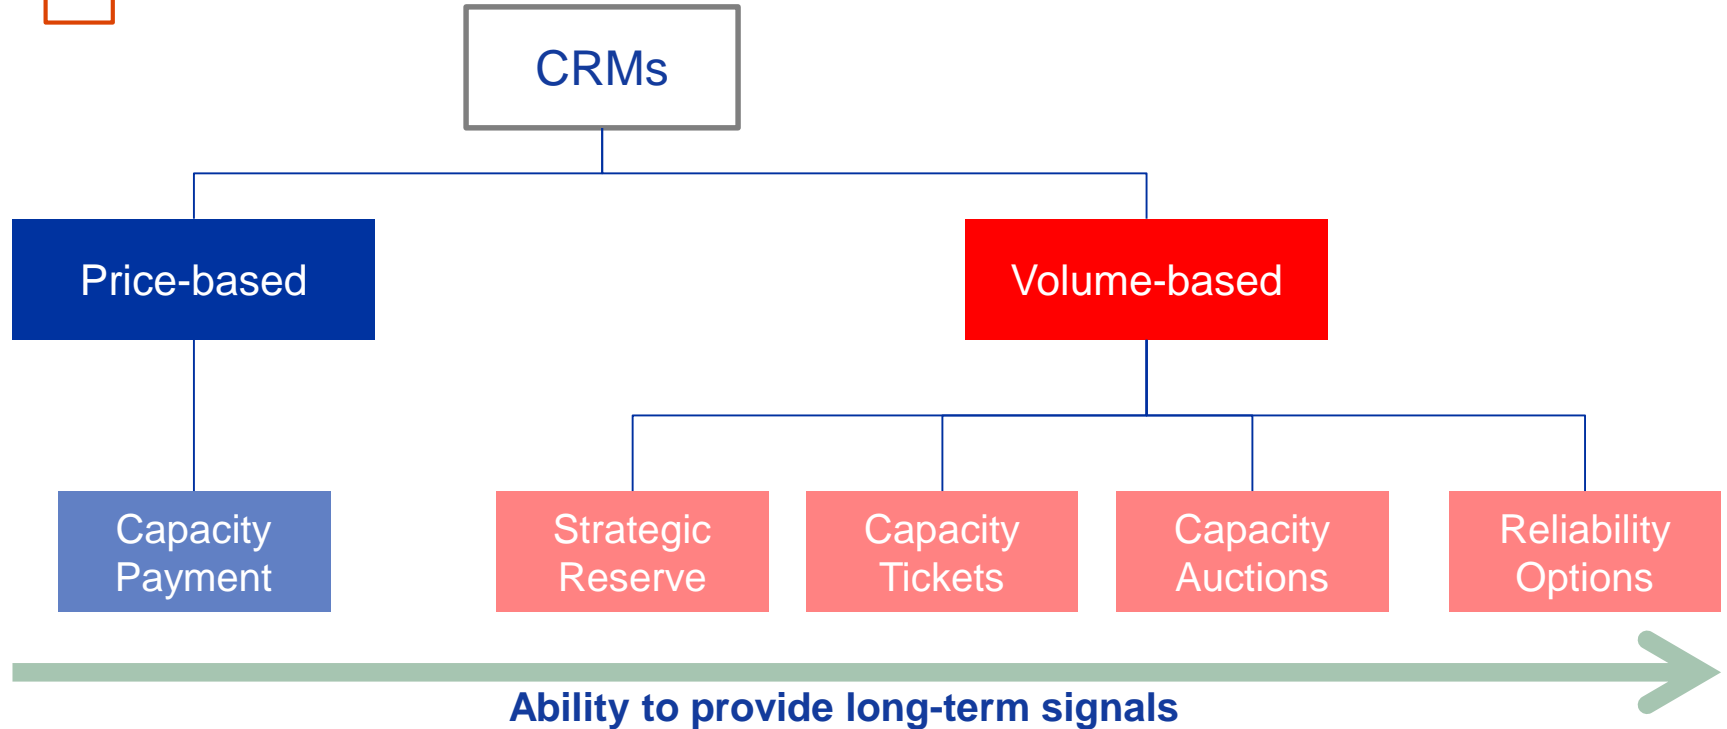 CRMs
Price-based
Volume-based
Capacity
Payment
Strategic
Reserve
Capacity
Tickets
Capacity
Auctions
Reliability
Options
Ability to provide long-term signals